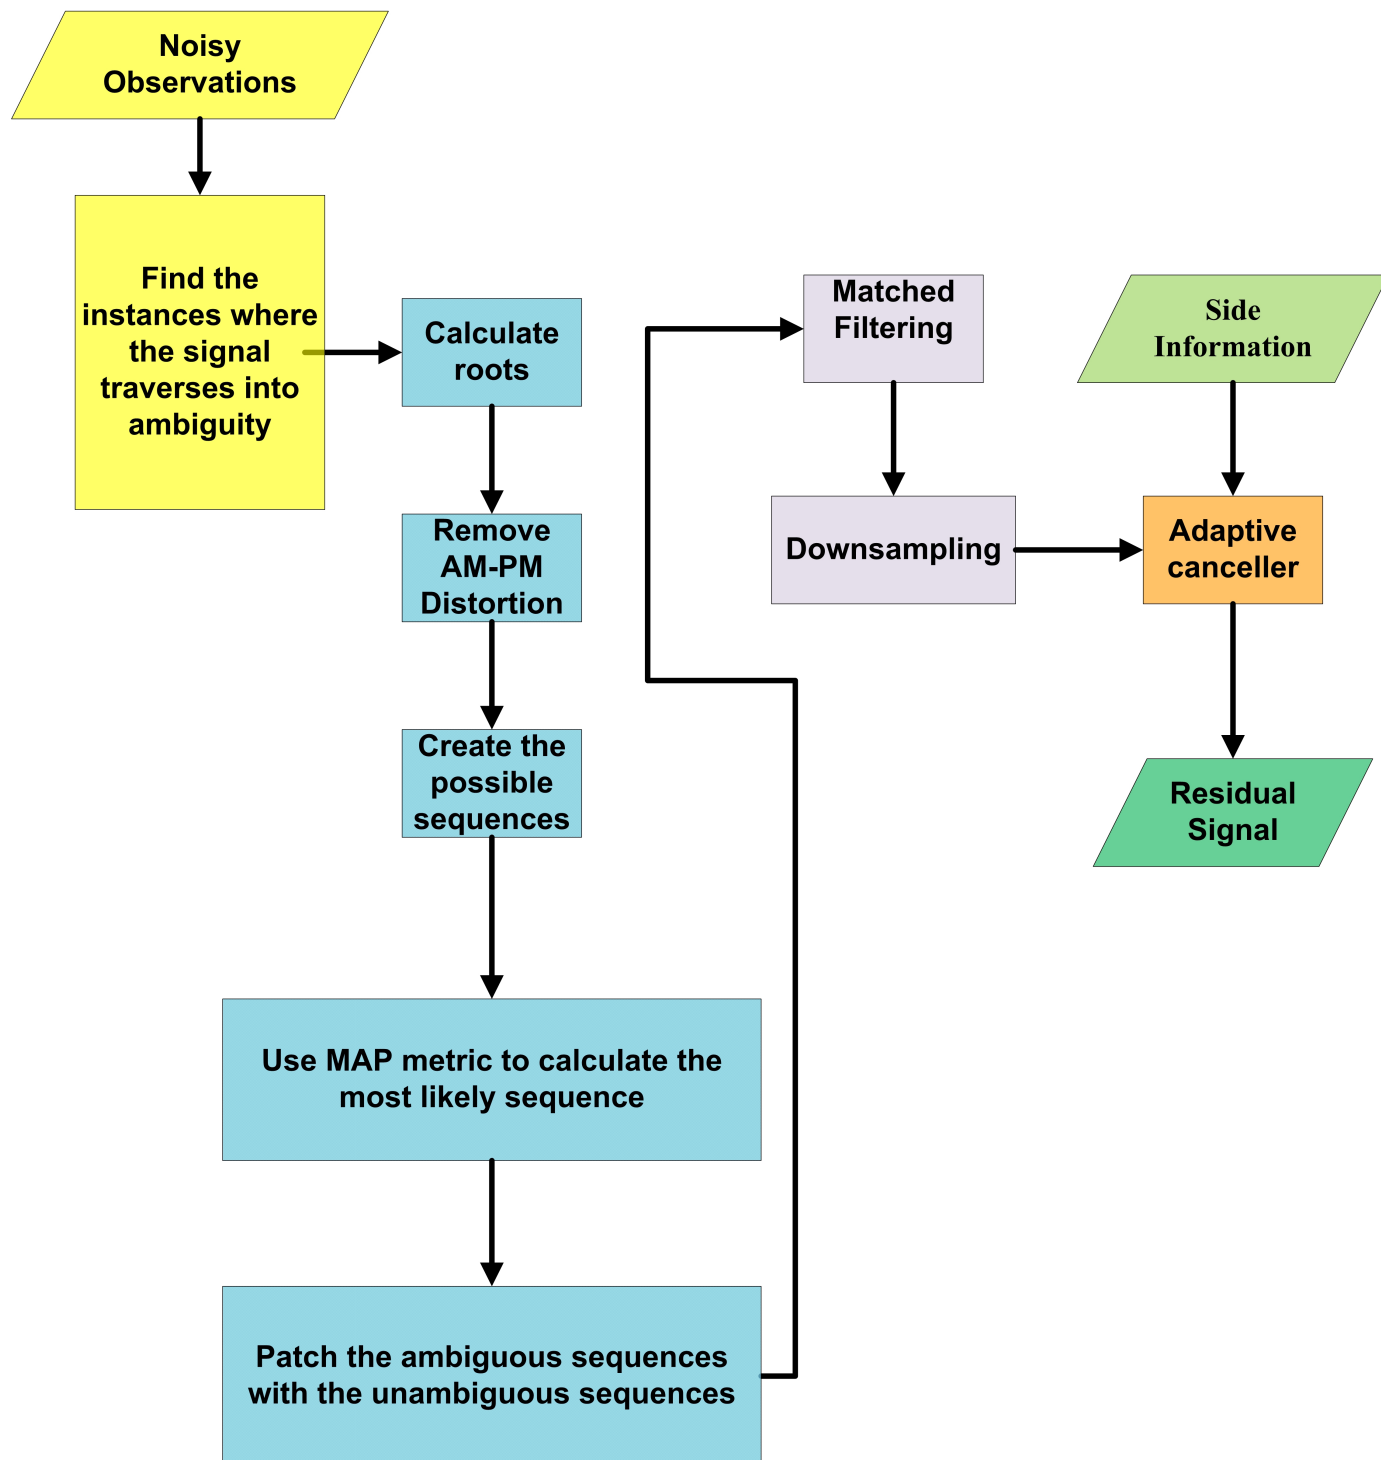 Noisy
Observations
Find the
instances where
the signal
traverses into
ambiguity
Calculate
roots
Remove
AM-PM
Distortion
Create the
possible
sequences
Use MAP metric to calculate the
most likely sequence
Patch the ambiguous sequences
with the unambiguous sequences
Matched
Filtering
Downsampling
Side
Information
Adaptive
canceller
Residual
Signal